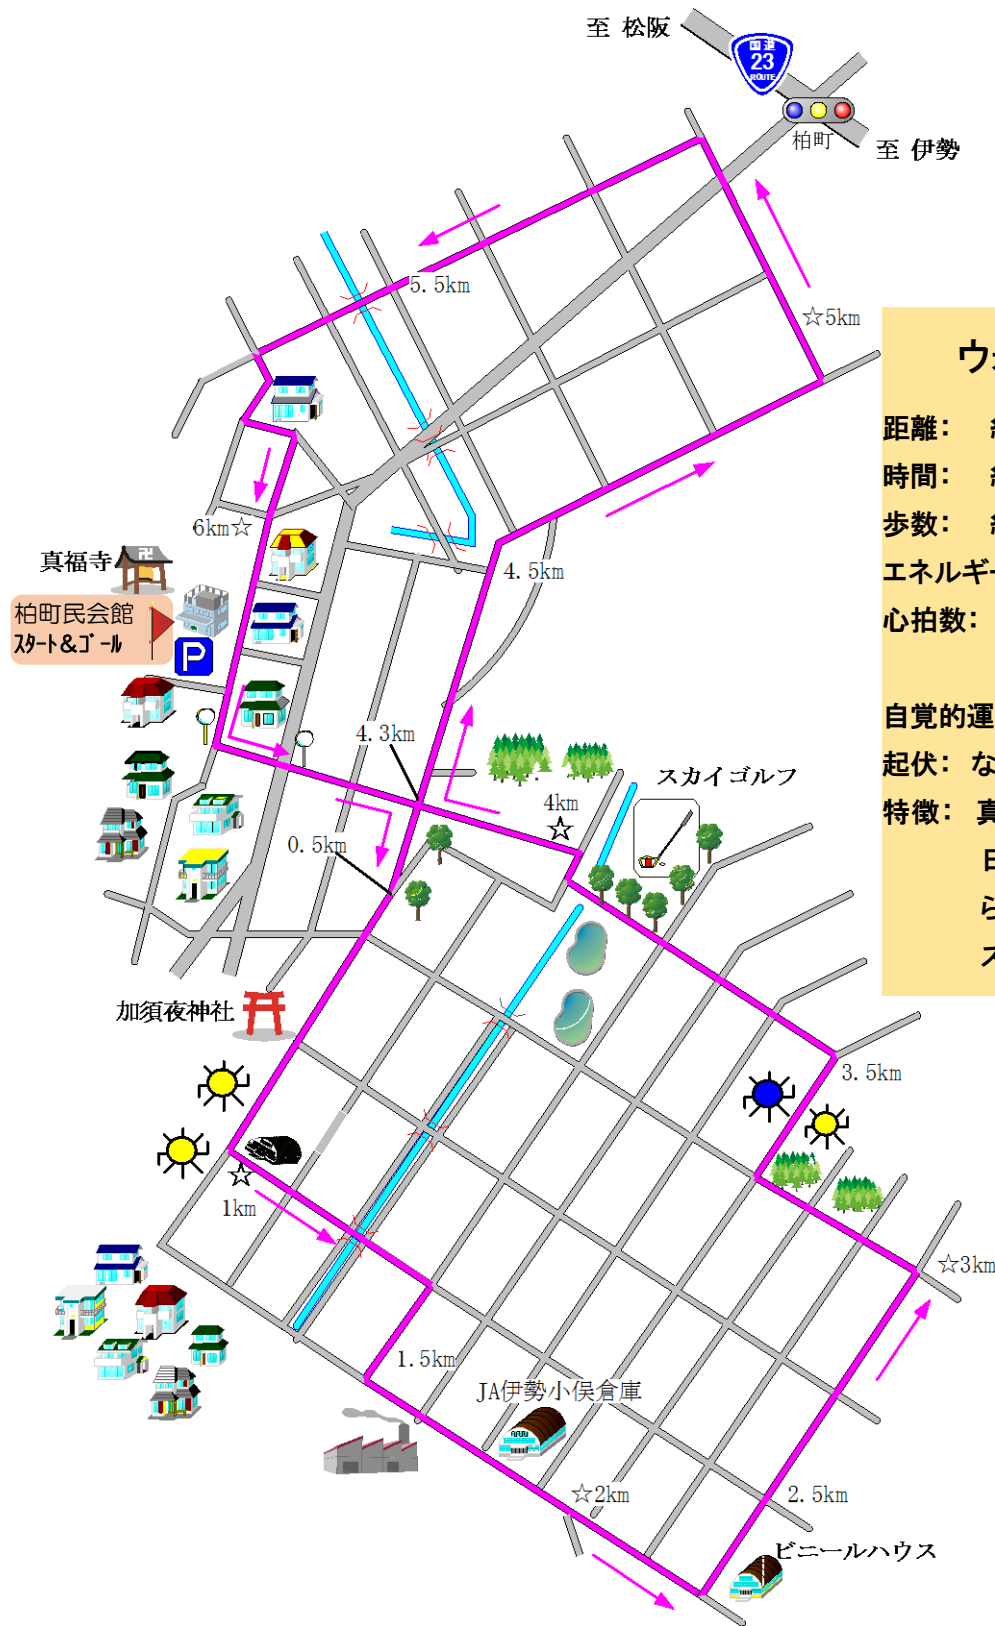 至 松阪
国道
23
ROUTE
柏町
至 伊勢
5.5km
☆5km
6km☆
真福寺
柏町民会館
ｽﾀｰﾄ&ｺﾞｰﾙ
P
4.5km
4.3km
0.5km
4km
☆
スカイゴルフ
加須夜神社
3.5km
☆
1km
☆3km
1.5km
JA伊勢小俣倉庫
☆2km
2.5km
ビニールハウス
ウ
距離：
時間：
歩数：
エネルギー
心拍数：
自覚的運
起伏：な
特徴：真